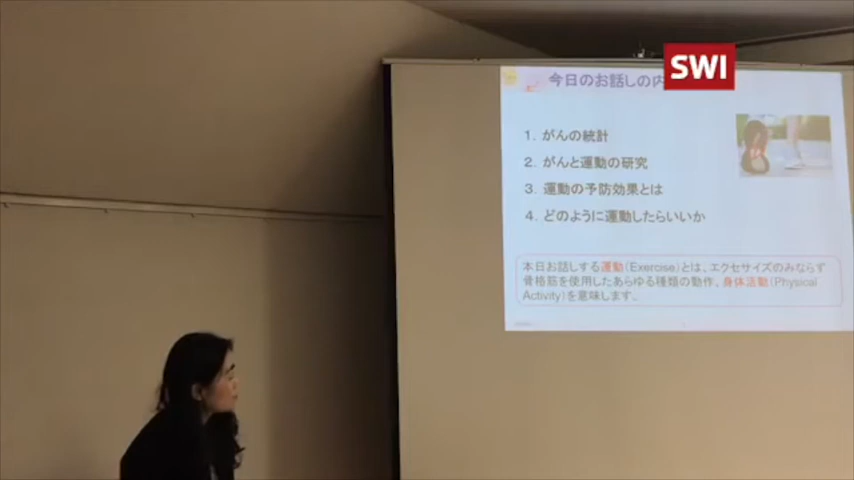 今日のお話しの内
SWI
1. がんの統計
2. がんと運動の研究
3. 運動の予防効果とは
4. どのように運動したらいいか
本日お話しする運動(Exercise)とは、エクセサイズのみならず
骨格筋を使用したあらゆる種類の動作、身体活動(Physical
Activity)を意味します。